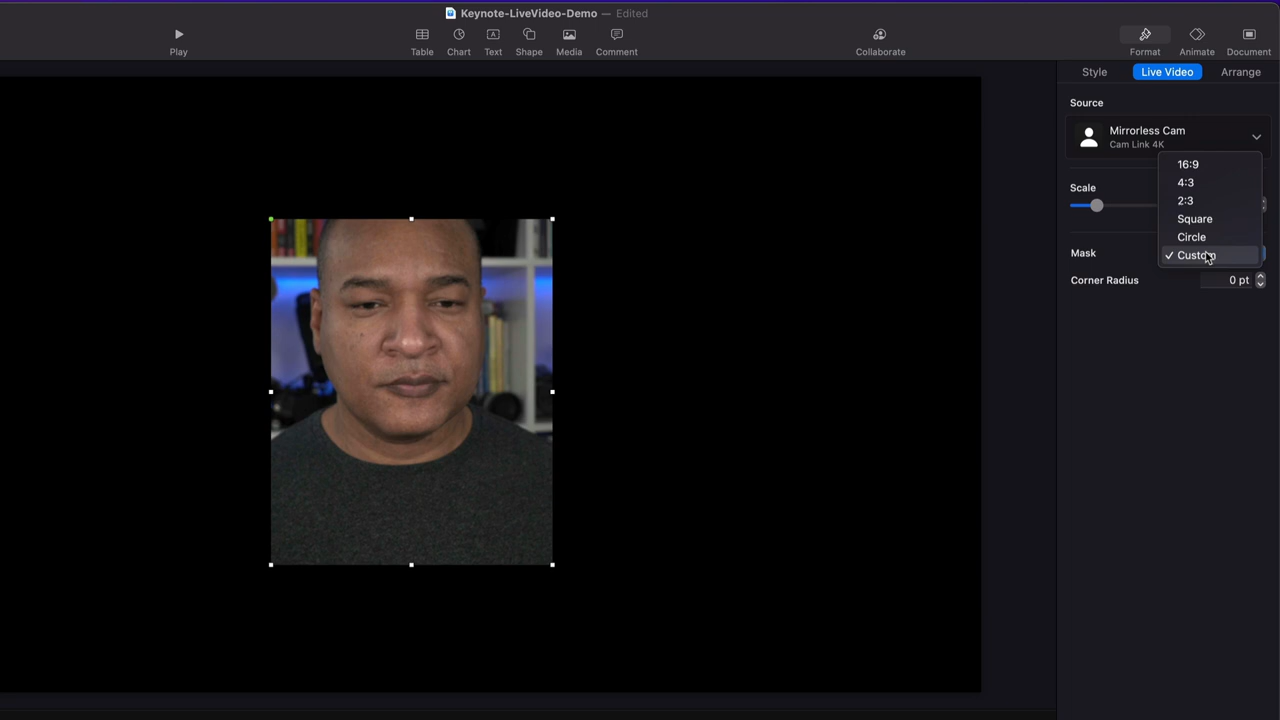 Keynote-LiveVideo-Demo — Edited
Play
Table
Chart
Text
Shape
Media
Comment
Collaborate
Format
Animate
Document
Style
Live Video
Arrange
Source
Mirrorless Cam
Cam Link 4K
16:9
4:3
2:3
Scale
Square
Circle
Mask
✓ Custom
Corner Radius
0 pt